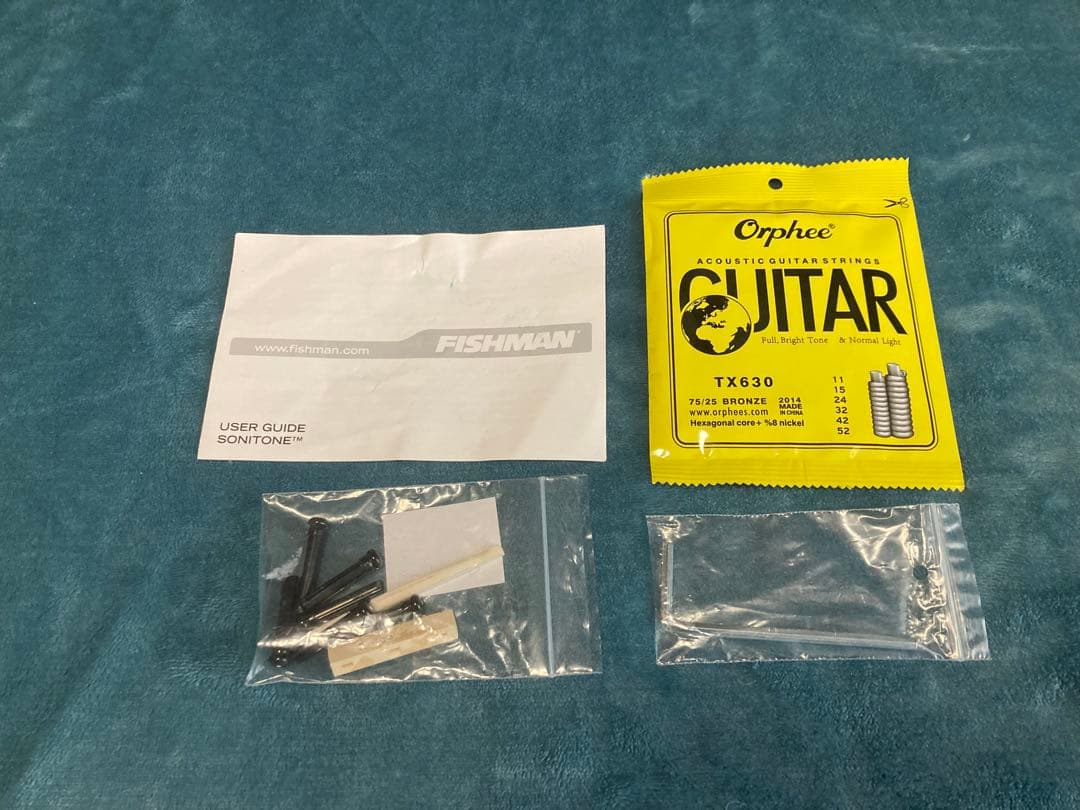 www.fishman.com FISHMAN
USER GUIDE
SONITONE™
Orphee®
ACOUSTIC GUITAR STRINGS
GUITAR
Full, Bright Tone & Normal Light
TX630
75/25 BRONZE
www.orphees.com
Hexagonal core+ %8 nickel
2014
MADE
IN CHINA
11
15
24
32
42
52